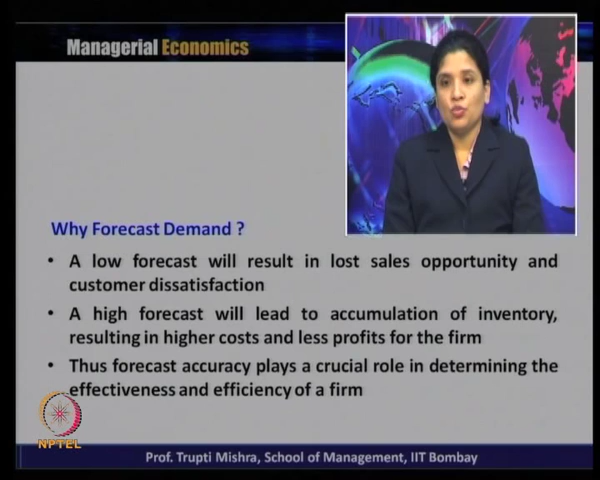 Managerial Economics
Why Forecast Demand ?
• A low forecast will result in lost sales opportunity and
customer dissatisfaction
• A high forecast will lead to accumulation of inventory,
resulting in higher costs and less profits for the firm
• Thus forecast accuracy plays a crucial role in determining the
effectiveness and efficiency of a firm
NPTEL
Prof. Trupti Mishra, School of Management, IIT Bombay